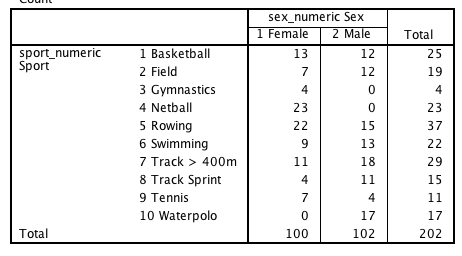 Count
sex_numeric Sex
1 Female 2 Male Total
sport_numeric Sport 1 Basketball 13 12 25
2 Field 7 12 19
3 Gymnastics 4 0 4
4 Netball 23 0 23
5 Rowing 22 15 37
6 Swimming 9 13 22
7 Track > 400m 11 18 29
8 Track Sprint 4 11 15
9 Tennis 7 4 11
10 Waterpolo 0 17 17
Total 100 102 202